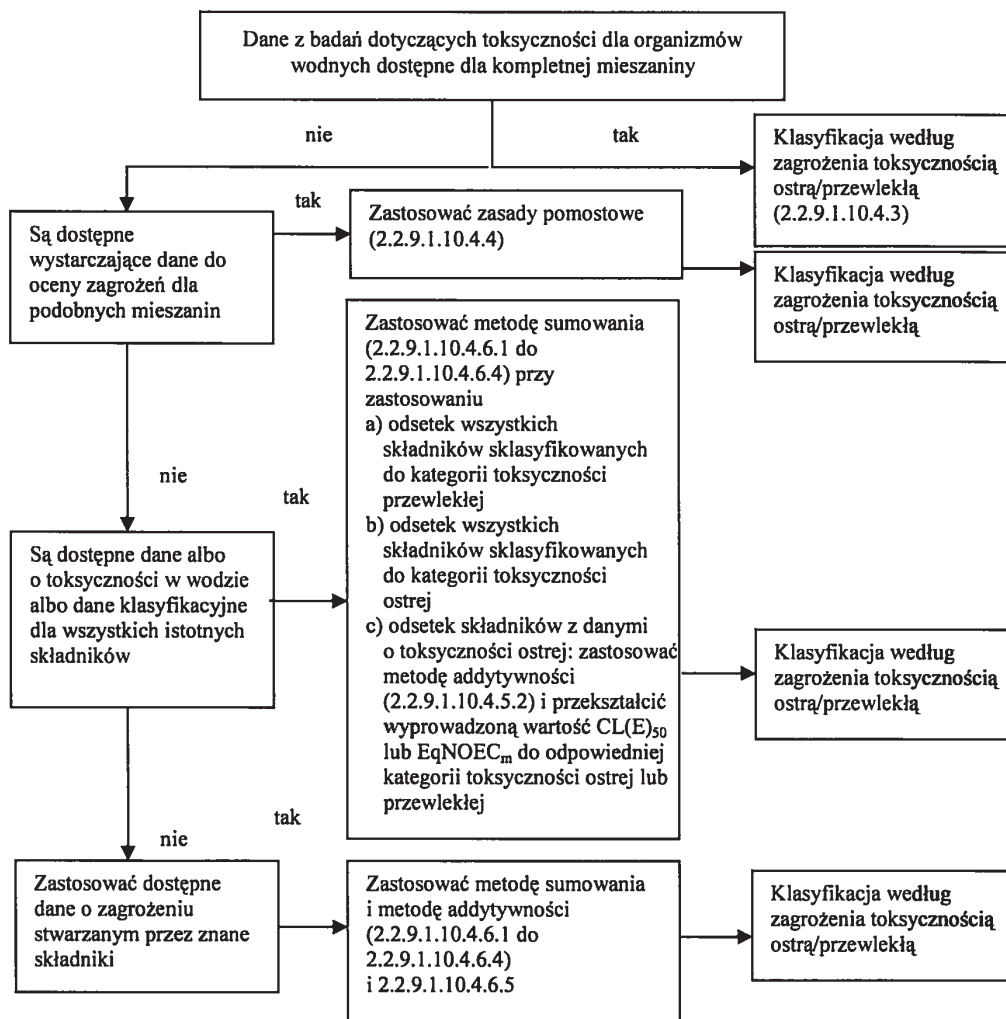 Dane z badań dotyczących toksyczności dla organizmów
wodnych dostępne dla kompletnej mieszaniny
nie
tak
Klasyfikacja według
zagrożenia toksycznością
ostrą/przewlekłą
(2.2.9.1.10.4.3)
Są dostępne
wystarczające dane do
oceny zagrożeń dla
podobnych mieszanin
tak
Zastosować zasady pomostowe
(2.2.9.1.10.4.4)
Klasyfikacja według
zagrożenia toksycznością
ostrą/przewlekłą
nie
Są dostępne dane albo
o toksyczności w wodzie
albo dane klasyfikacyjne
dla wszystkich istotnych
składników
tak
Zastosować metodę sumowania
(2.2.9.1.10.4.6.1 do
2.2.9.1.10.4.6.4) przy
zastosowaniu
a) odsetek wszystkich
składników sklasyfikowanych
do kategorii toksyczności
przewlekłej
b) odsetek wszystkich
składników sklasyfikowanych
do kategorii toksyczności
ostrej
c) odsetek składników z danymi
o toksyczności ostrej: zastosować
metodę addytywności
(2.2.9.1.10.4.5.2) i przekształcić
wyprowadzoną wartość CL(E)₅₀
lub EqNOECₘ do odpowiedniej
kategorii toksyczności ostrej lub
przewlekłej
Klasyfikacja według
zagrożenia toksycznością
ostrą/przewlekłą
nie
tak
Zastosować dostępne
dane o zagrożeniu
stwarzanym przez znane
składniki
Zastosować metodę sumowania
i metodę addytywności
(2.2.9.1.10.4.6.1 do
2.2.9.1.10.4.6.4)
i 2.2.9.1.10.4.6.5
Klasyfikacja według
zagrożenia toksycznością
ostrą/przewlekłą